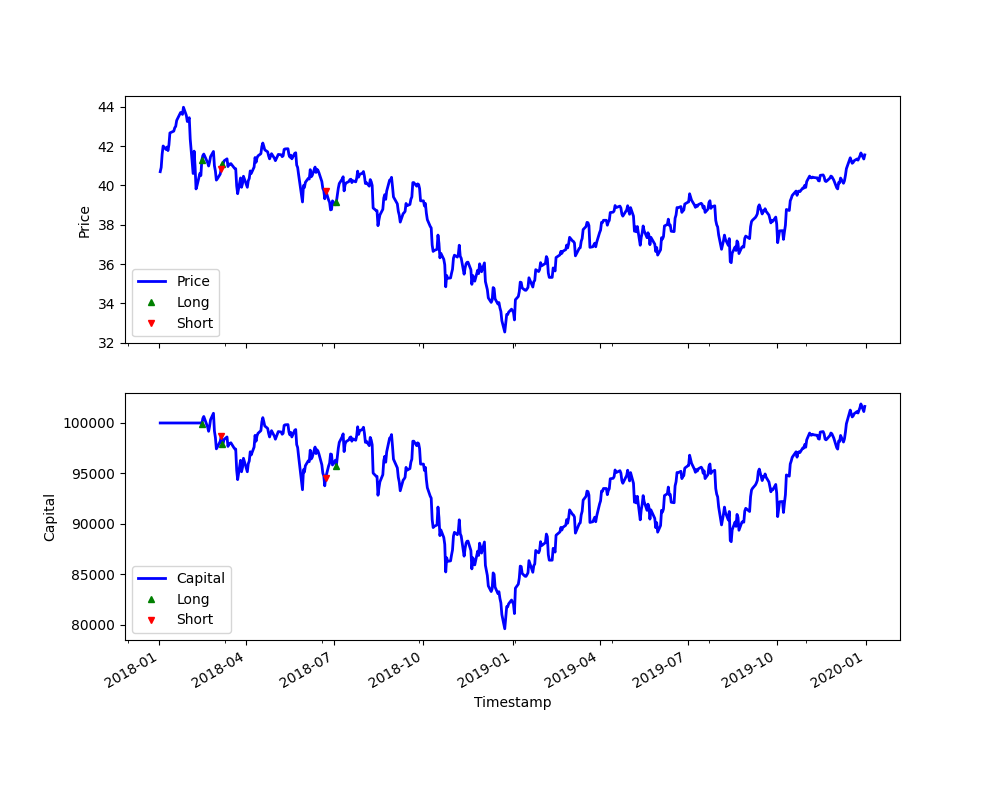 44
42
40
38
36
34
32
Price
Price
Long
Short
100000
95000
90000
85000
80000
Capital
Capital
Long
Short
2018-01
2018-04
2018-07
2018-10
2019-01
2019-04
2019-07
2019-10
2020-01
Timestamp